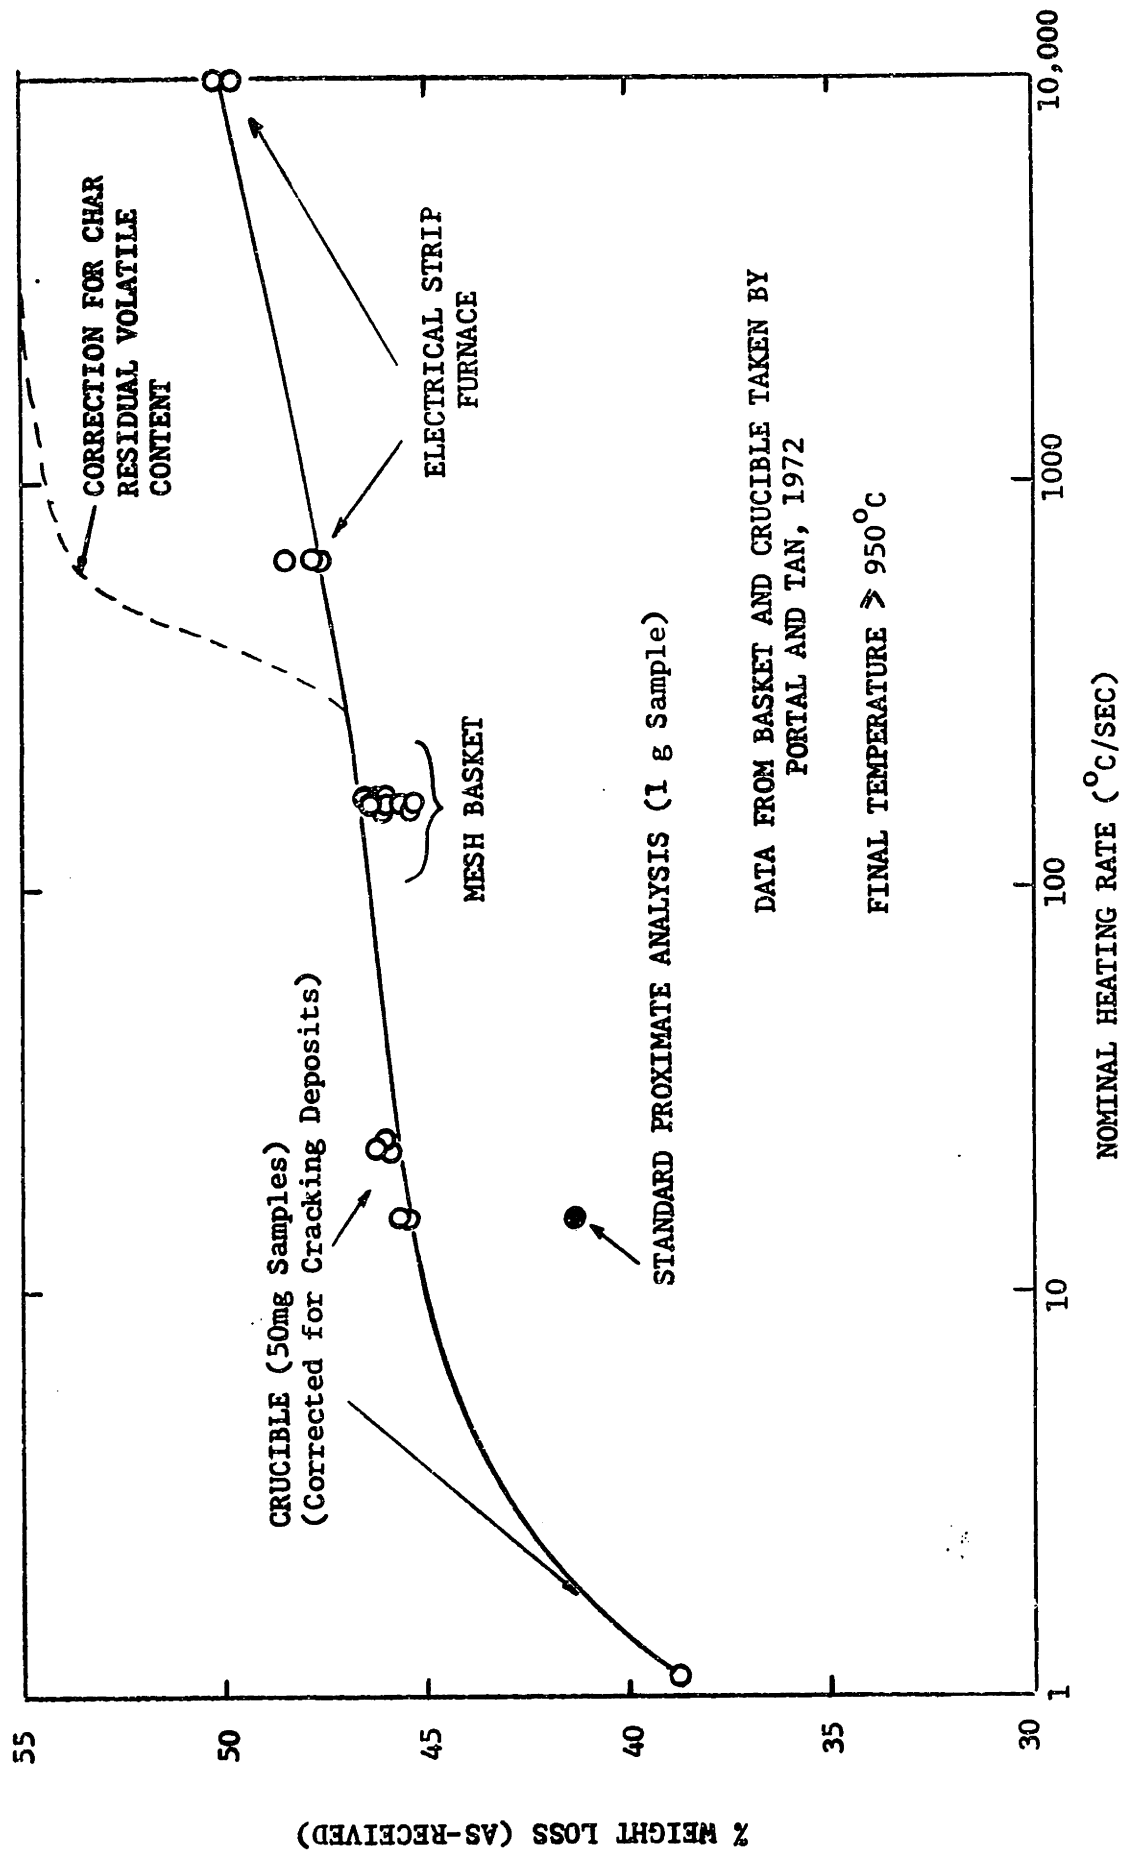 CORRECTION FOR CHAR
RESIDUAL VOLATILE
CONTENT
CRUCIBLE (50mg Samples)
(Corrected for Cracking Deposits)
ELECTRICAL STRIP
FURNACE
MESH BASKET
STANDARD PROXIMATE ANALYSIS (1 g Sample)
DATA FROM BASKET AND CRUCIBLE TAKEN BY
PORTAL AND TAN, 1972
FINAL TEMPERATURE ⩾ 950°C
55
50
45
40
35
30
% WEIGHT LOSS (AS-RECEIVED)
1
10
100
1000
10,000
NOMINAL HEATING RATE (°C/SEC)